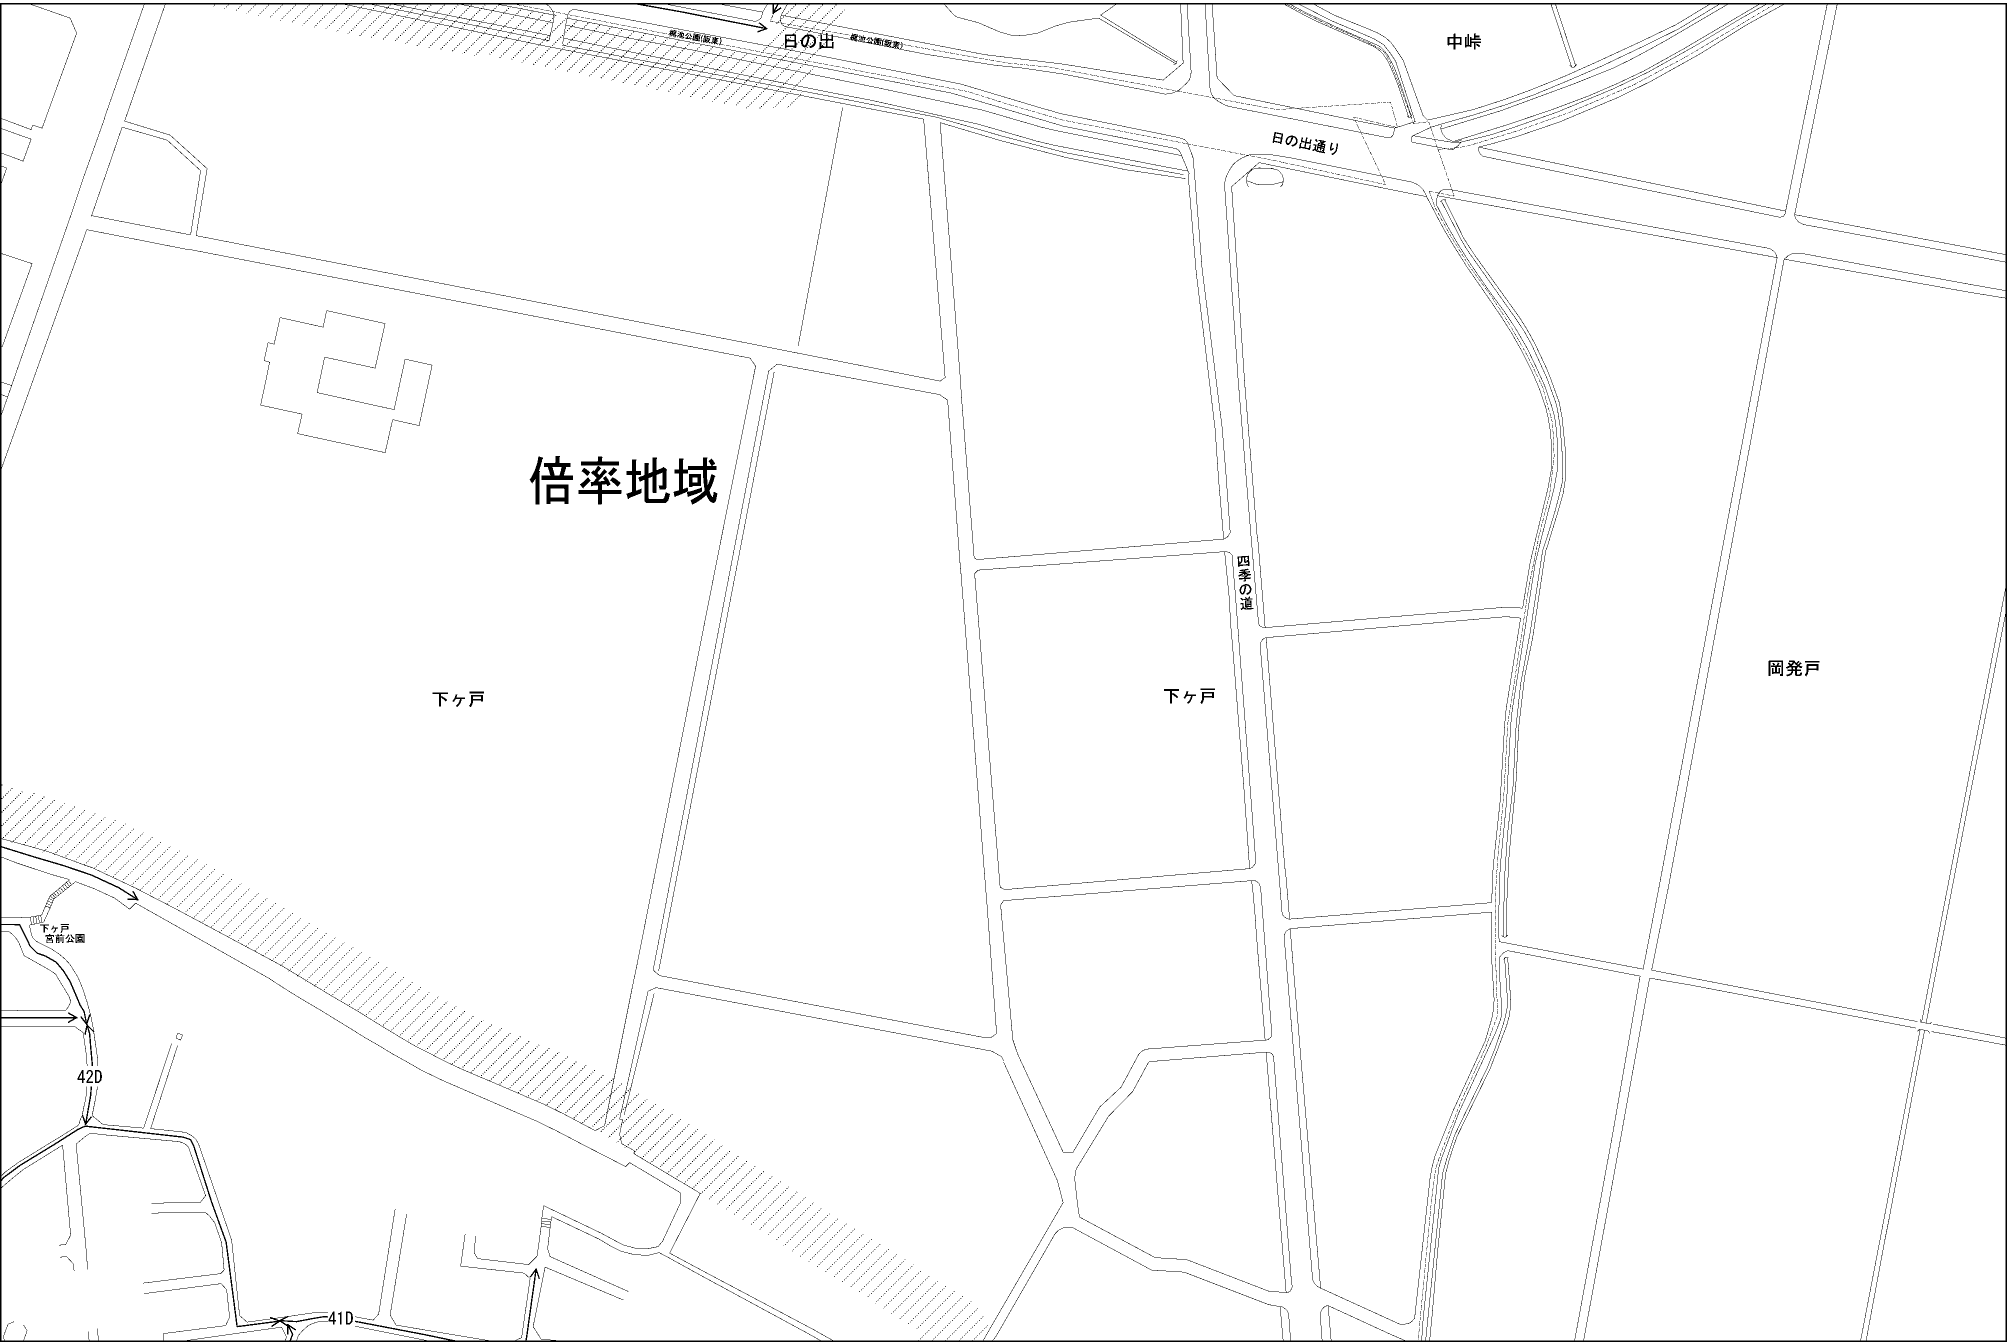 日の出
中峠
日の出通り
倍率地域
四季の道
岡発戸
下ヶ戸
下ヶ戸
下ヶ戸
宮前公園
42D
41D